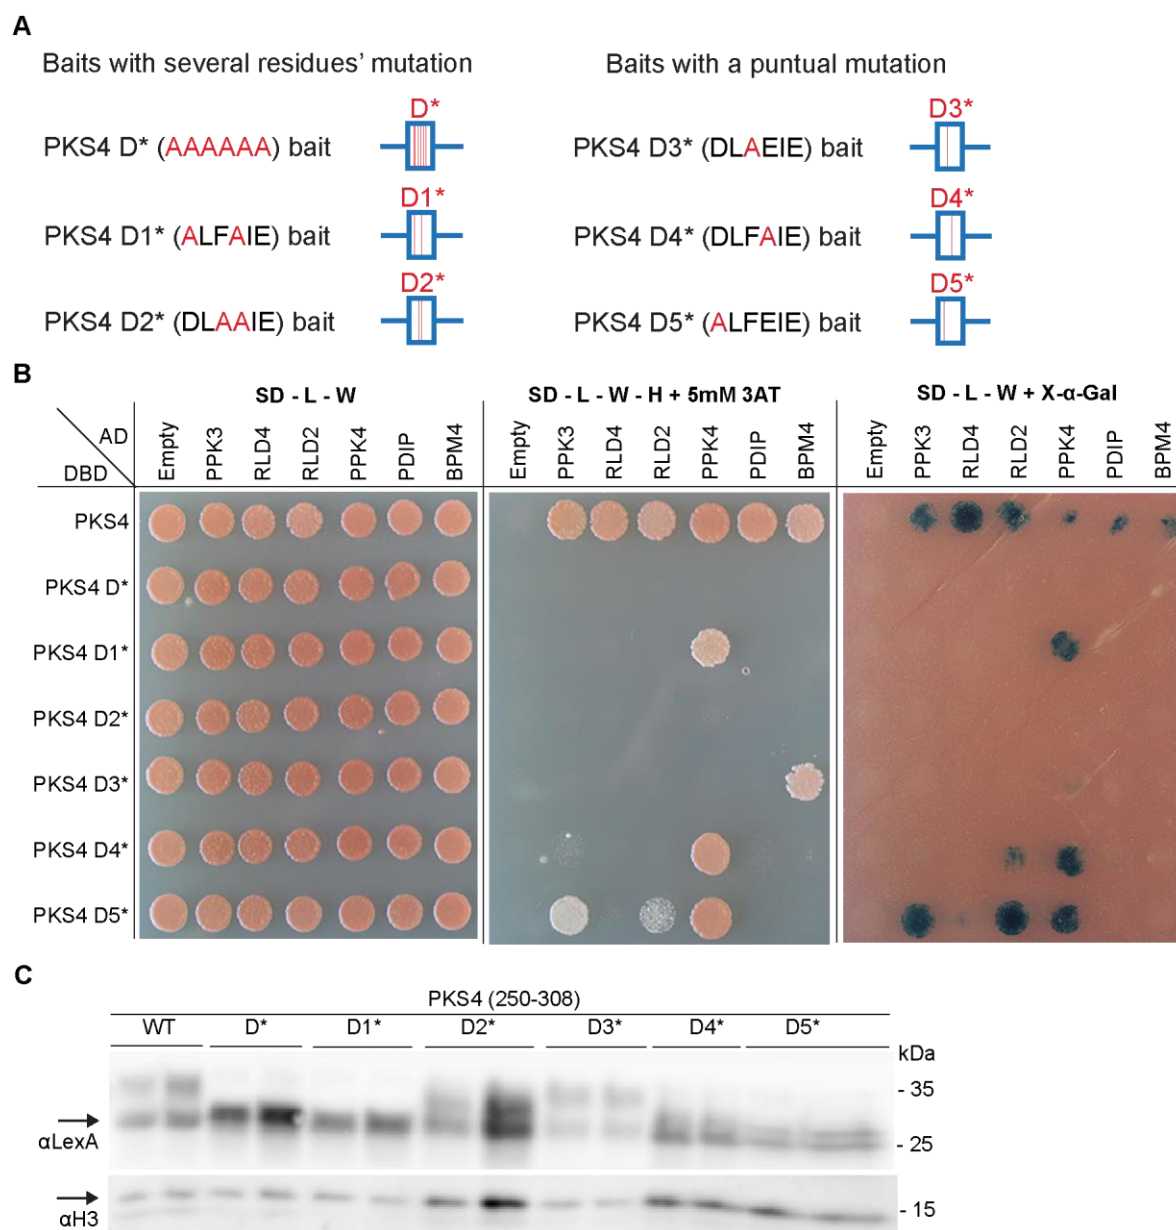 A
Baits with several residues' mutation
Baits with a puntual mutation
D*
PKS4 D* (AAAAAA) bait
D1*
PKS4 D1* (ALFAIE) bait
D2*
PKS4 D2* (DLAAIE) bait
D3*
PKS4 D3* (DLAEIE) bait
D4*
PKS4 D4* (DLFAIE) bait
D5*
PKS4 D5* (ALFEIE) bait
B
SD - L - W
SD - L - W - H + 5mM 3AT
SD - L - W + X-α-Gal
AD
DBD
Empty PPK3 RLD4 RLD2 PPK4 PDIP BPM4
Empty PPK3 RLD4 RLD2 PPK4 PDIP BPM4
Empty PPK3 RLD4 RLD2 PPK4 PDIP BPM4
PKS4
PKS4 D*
PKS4 D1*
PKS4 D2*
PKS4 D3*
PKS4 D4*
PKS4 D5*
C
PKS4 (250-308)
WT D* D1* D2* D3* D4* D5*
kDa
- 35
αLexA
- 25
αH3
- 15